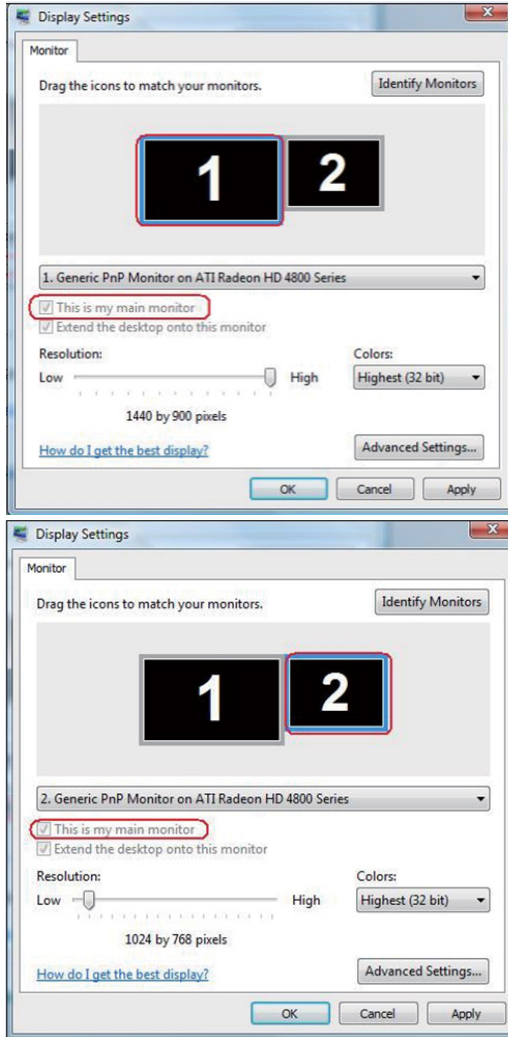 Display Settings
Monitor
Drag the icons to match your monitors.
Identify Monitors
1
2
1. Generic PnP Monitor on ATI Radeon HD 4800 Series
This is my main monitor
Extend the desktop onto this monitor
Resolution:
Colors:
Low
High
Highest (32 bit)
1440 by 900 pixels
How do I get the best display?
Advanced Settings...
OK
Cancel
Apply
Display Settings
Monitor
Drag the icons to match your monitors.
Identify Monitors
1
2
2. Generic PnP Monitor on ATI Radeon HD 4800 Series
This is my main monitor
Extend the desktop onto this monitor
Resolution:
Colors:
Low
High
Highest (32 bit)
1024 by 768 pixels
How do I get the best display?
Advanced Settings...
OK
Cancel
Apply